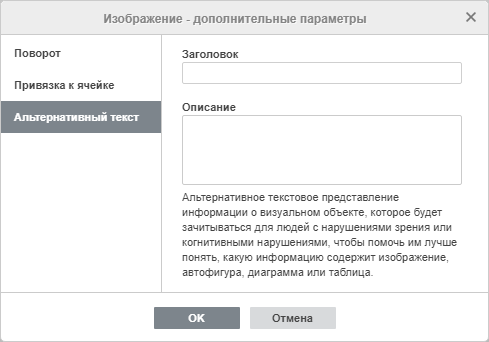 Изображение - дополнительные параметры
Поворот
Привязка к ячейке
Альтернативный текст
Заголовок
Описание
Альтернативное текстовое представление
информации о визуальном объекте, которое будет
зачитываться для людей с нарушениями зрения или
когнитивными нарушениями, чтобы помочь им лучше
понять, какую информацию содержит изображение,
автофигура, диаграмма или таблица.
OK
Отмена